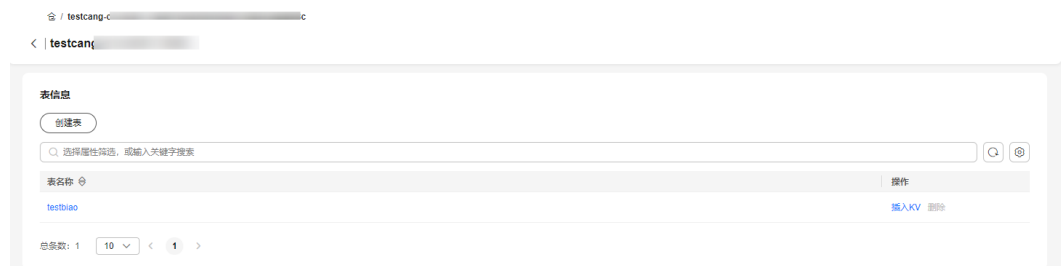 / testcang-c
testcang
表信息
创建表
选择属性筛选，或输入关键字搜索
表名称 操作
testbiao 插入KV 删除
总条数：1 10 1